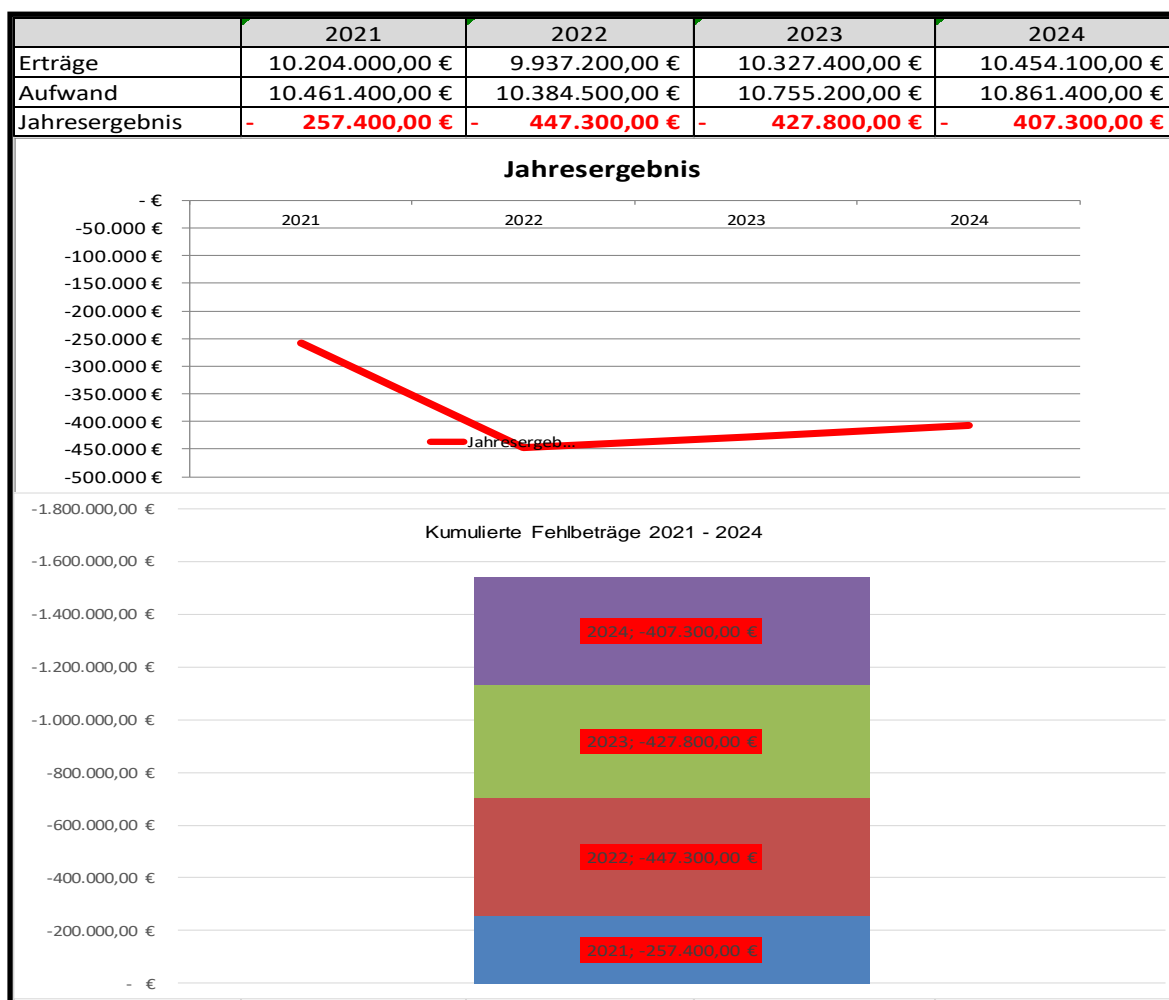 2021 2022 2023 2024
Erträge 10.204.000,00 € 9.937.200,00 € 10.327.400,00 € 10.454.100,00 €
Aufwand 10.461.400,00 € 10.384.500,00 € 10.755.200,00 € 10.861.400,00 €
Jahresergebnis - 257.400,00 € - 447.300,00 € - 427.800,00 € - 407.300,00 €
Jahresergebnis
- €
2021 2022 2023 2024
-50.000 €
-100.000 €
-150.000 €
-200.000 €
-250.000 €
-300.000 €
-350.000 €
-400.000 €
Jahresergeb...
-450.000 €
-500.000 €
-1.800.000,00 €
Kumulierte Fehlbeträge 2021 - 2024
-1.600.000,00 €
-1.400.000,00 €
2024; -407.300,00 €
-1.200.000,00 €
-1.000.000,00 €
2023; -427.800,00 €
-800.000,00 €
-600.000,00 €
2022; -447.300,00 €
-400.000,00 €
-200.000,00 €
2021; -257.400,00 €
- €